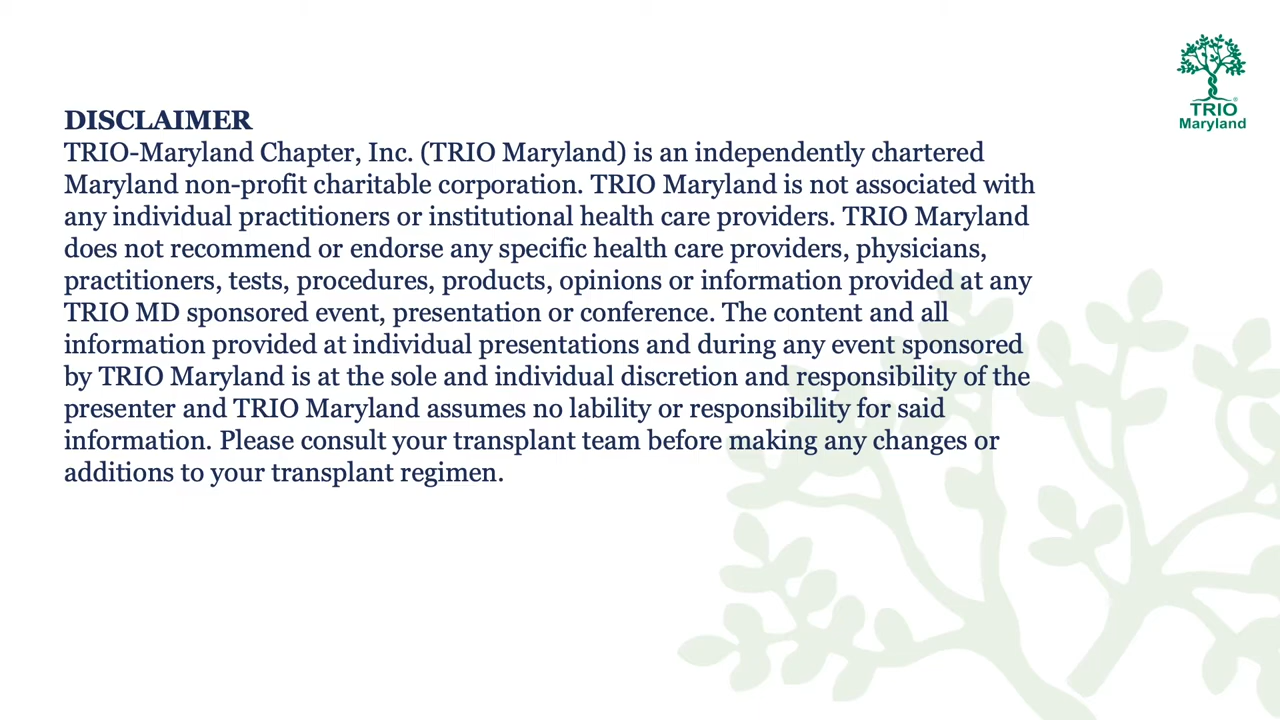 DISCLAIMER
TRIO-Maryland Chapter, Inc. (TRIO Maryland) is an independently chartered
Maryland non-profit charitable corporation. TRIO Maryland is not associated with
any individual practitioners or institutional health care providers. TRIO Maryland
does not recommend or endorse any specific health care providers, physicians,
practitioners, tests, procedures, products, opinions or information provided at any
TRIO MD sponsored event, presentation or conference. The content and all
information provided at individual presentations and during any event sponsored
by TRIO Maryland is at the sole and individual discretion and responsibility of the
presenter and TRIO Maryland assumes no lability or responsibility for said
information. Please consult your transplant team before making any changes or
additions to your transplant regimen.
TRIO®
Maryland